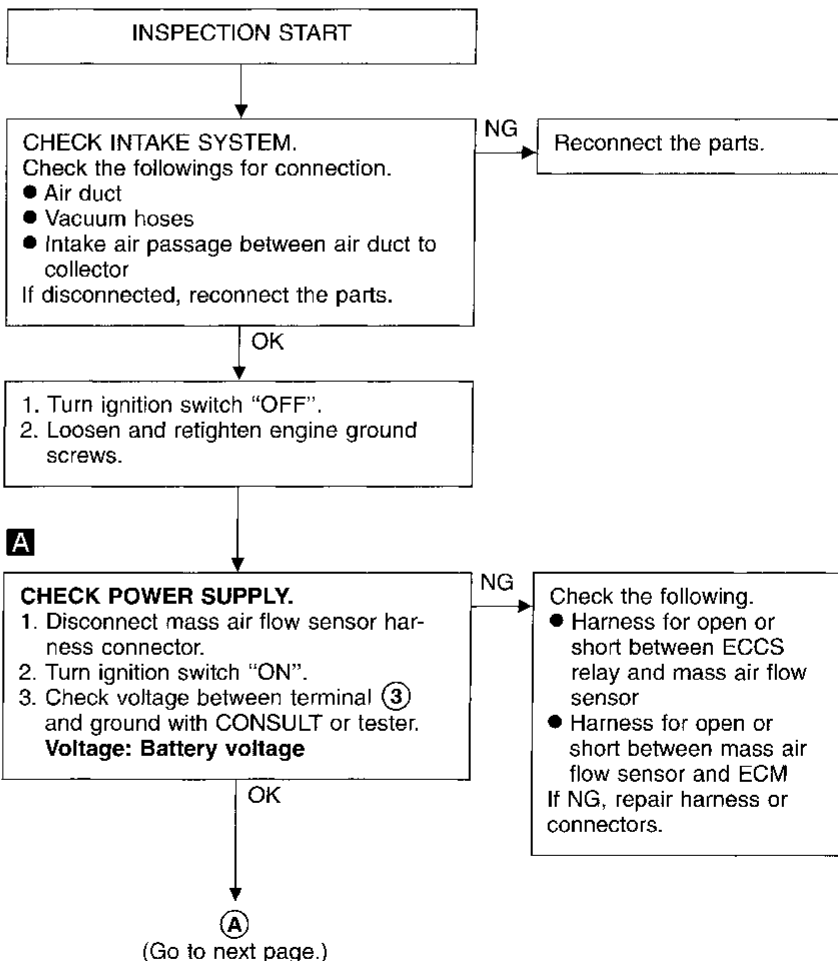 INSPECTION START
CHECK INTAKE SYSTEM.
Check the followings for connection.
● Air duct
● Vacuum hoses
● Intake air passage between air duct to
collector
If disconnected, reconnect the parts.
NG
Reconnect the parts.
OK
1. Turn ignition switch “OFF”.
2. Loosen and retighten engine ground
screws.
A
CHECK POWER SUPPLY.
1. Disconnect mass air flow sensor har-
ness connector.
2. Turn ignition switch “ON”.
3. Check voltage between terminal ③
and ground with CONSULT or tester.
Voltage: Battery voltage
NG
Check the following.
● Harness for open or
short between ECCS
relay and mass air flow
sensor
● Harness for open or
short between mass air
flow sensor and ECM
If NG, repair harness or
connectors.
OK
Ⓐ
(Go to next page.)